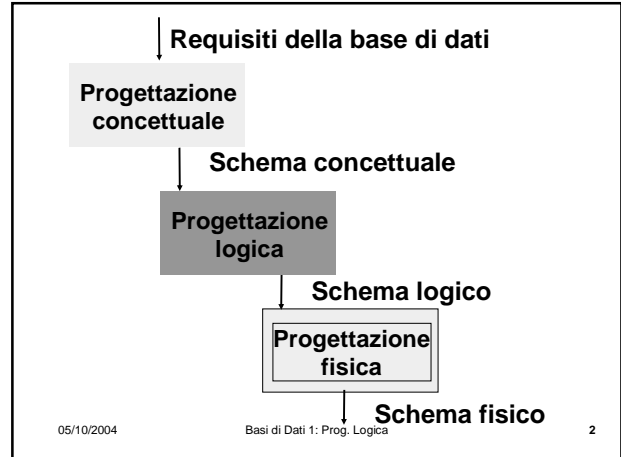 Requisiti della base di dati
Progettazione
concettuale
Schema concettuale
Progettazione
logica
Schema logico
Progettazione
fisica
Schema fisico
05/10/2004 Basi di Dati 1: Prog. Logica 2